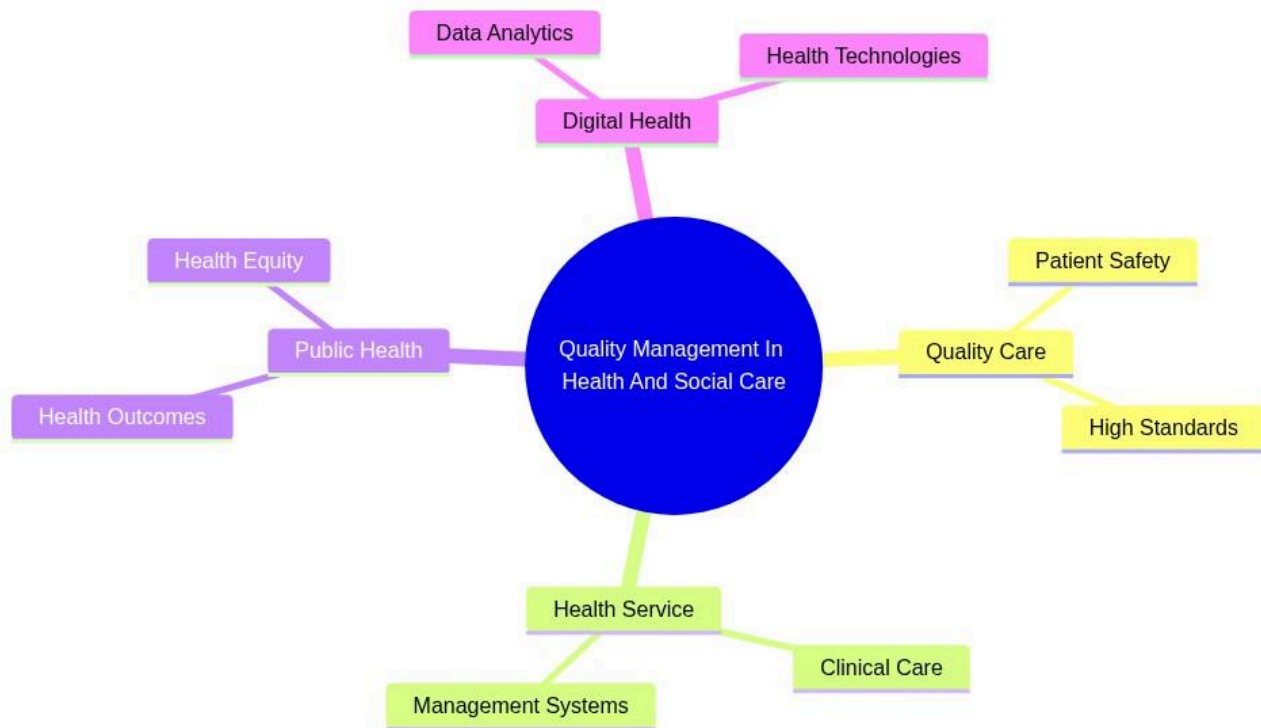 Data Analytics
Health Technologies
Digital Health
Health Equity
Patient Safety
Public Health
Quality Management In
Health And Social Care
Quality Care
Health Outcomes
High Standards
Health Service
Clinical Care
Management Systems